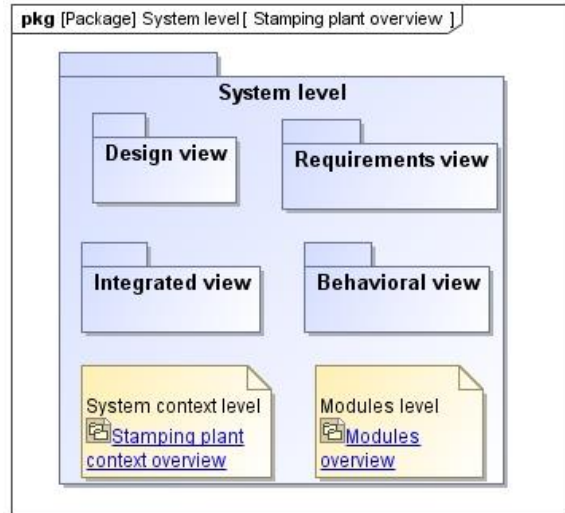 pkg [Package] System level[ Stamping plant overview ]
System level
Design view
Requirements view
Integrated view
Behavioral view
System context level
Stamping plant
context overview
Modules level
Modules
overview